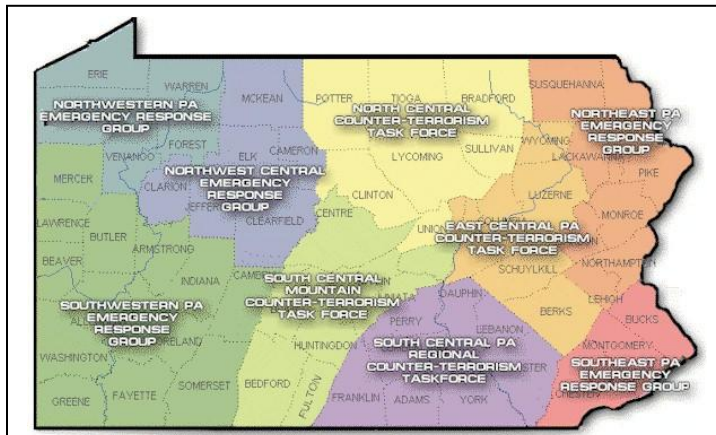 ERIE
WARREN
MCKEAN
POTTER
TIOGA
BRADFORD
SUSQUEHANNA
NORTHWESTERN PA
EMERGENCY RESPONSE
GROUP
NORTH CENTRAL
COUNTER-TERRORISM
TASK FORCE
NORTHEAST PA
EMERGENCY
RESPONSE
GROUP
WYOMING
LACKAWANNA
SULLIVAN
FOREST
ELK
CAMERON
VENANGO
LYCOMING
PIKE
MERCER
CLARION
NORTHWEST CENTRAL
EMERGENCY
RESPONSE
GROUP
CLINTON
LUZERNE
MONROE
CLEARFIELD
CENTRE
LAWRENCE
BUTLER
ARMSTRONG
EAST CENTRAL PA
COUNTER-TERRORISM
TASK FORCE
BEAVER
INDIANA
SCHUYLKILL
NORTHAMPTON
SOUTH CENTRAL
MOUNTAIN
COUNTER-TERRORISM
TASK FORCE
SOUTHWESTERN PA
EMERGENCY
RESPONSE
GROUP
DAUPHIN
LEHIGH
PERRY
LEBANON
BERKS
BUCKS
WASHINGTON
HUNTINGDON
SOUTH CENTRAL PA
REGIONAL
COUNTER-TERRORISM
TASKFORCE
MONTGOMERY
SOUTHEAST PA
EMERGENCY
RESPONSE GROUP
GREENE
FAYETTE
SOMERSET
BEDFORD
FULTON
FRANKLIN
ADAMS
YORK
CHESTER